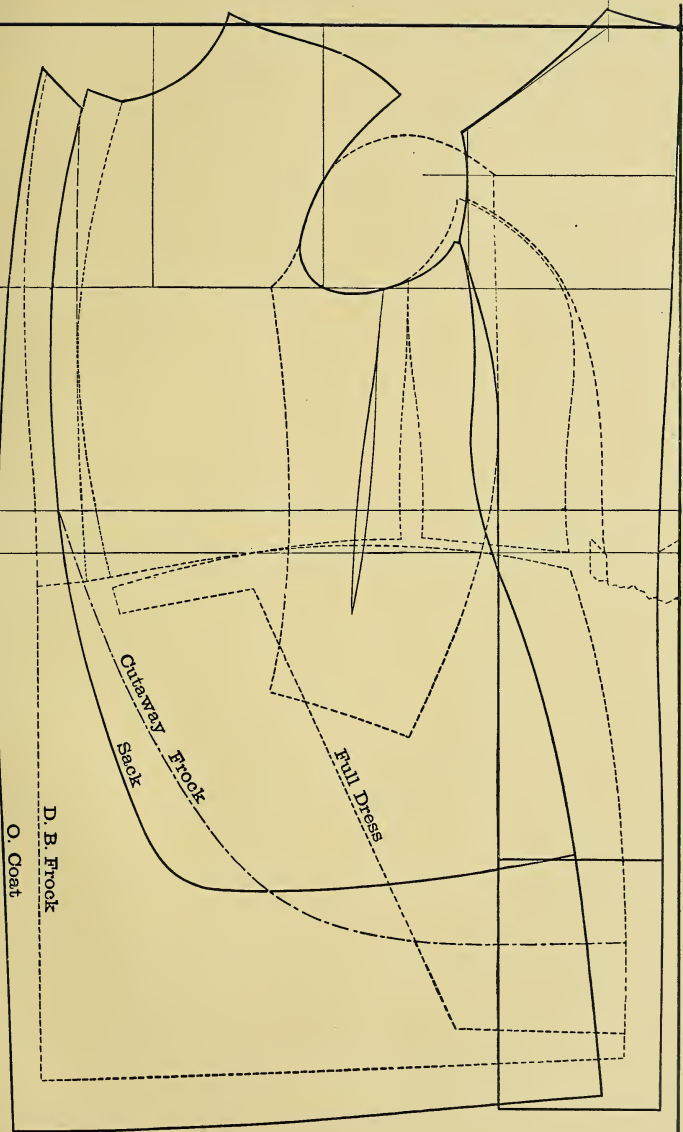 Cutaway Frock
Sack
Full Dress
D. B. Frock
O. Coat